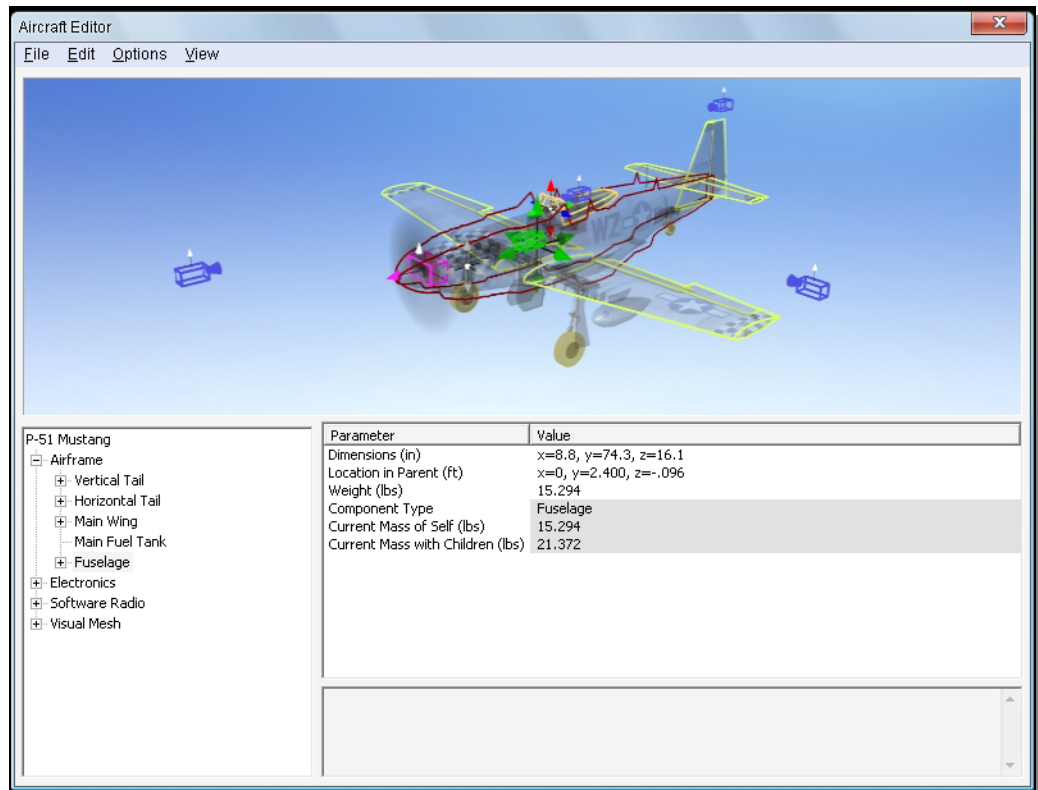 Aircraft Editor
File Edit Options View
WZ
P-51 Mustang
Airframe
Vertical Tail
Horizontal Tail
Main Wing
Main Fuel Tank
Fuselage
Electronics
Software Radio
Visual Mesh
Parameter Value
Dimensions (in) x=8.8, y=74.3, z=16.1
Location in Parent (ft) x=0, y=2.400, z=-.096
Weight (lbs) 15.294
Component Type Fuselage
Current Mass of Self (lbs) 15.294
Current Mass with Children (lbs) 21.372